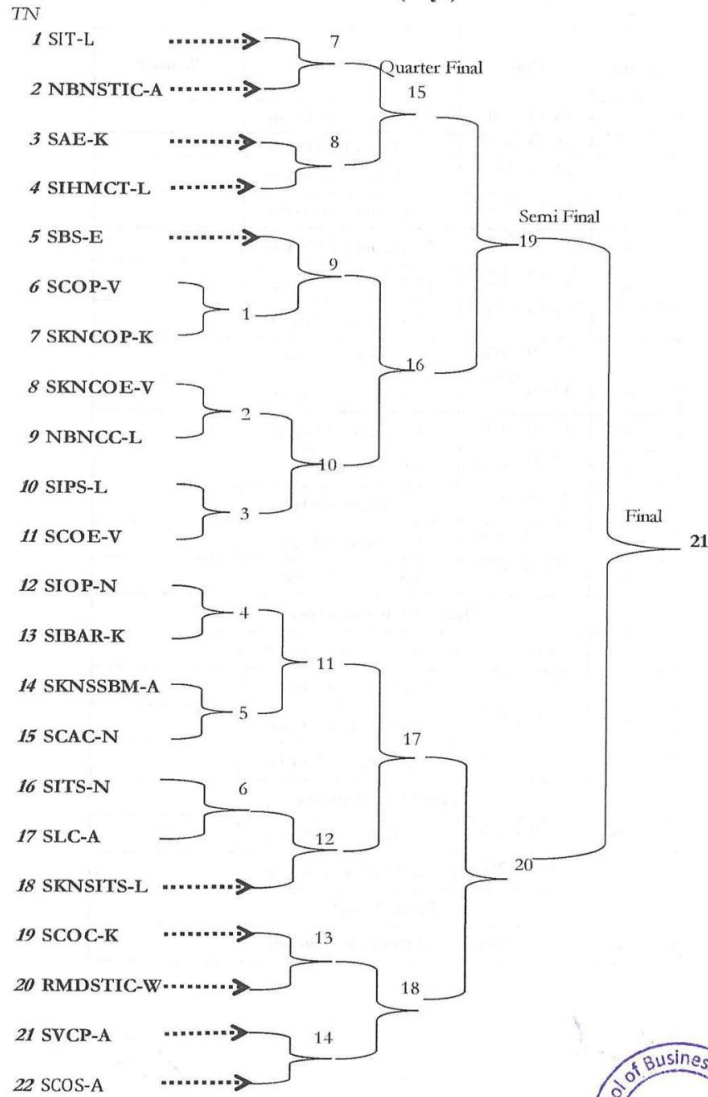 TN
1 SIT-L
7
Quarter Final
2 NBNSTIC-A
15
3 SAE-K
8
4 SIHMCT-L
Semi Final
5 SBS-E
19
9
6 SCOP-V
1
7 SKNCOP-K
16
8 SKNCOE-V
2
9 NBNCC-L
10
10 SIPS-L
3
11 SCOE-V
Final
21
12 SIOP-N
4
13 SIBAR-K
11
14 SKNSSBM-A
5
15 SCAC-N
17
16 SITS-N
6
17 SLC-A
12
20
18 SKNSITS-L
19 SCOC-K
13
20 RMDSTIC-W
18
21 SVCP-A
14
22 SCOS-A
of Busines